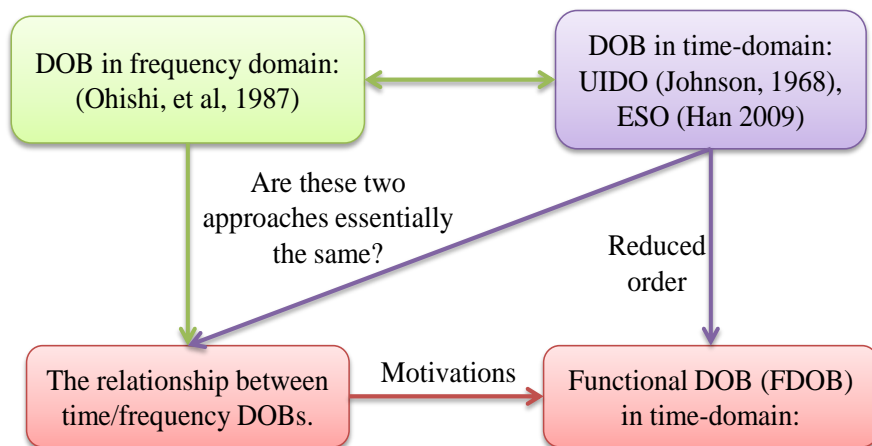 DOB in frequency domain:
(Ohishi, et al, 1987)
DOB in time-domain:
UIDO (Johnson, 1968),
ESO (Han 2009)
Are these two
approaches essentially
the same?
Reduced
order
The relationship between
time/frequency DOBs.
Motivations
Functional DOB (FDOB)
in time-domain: